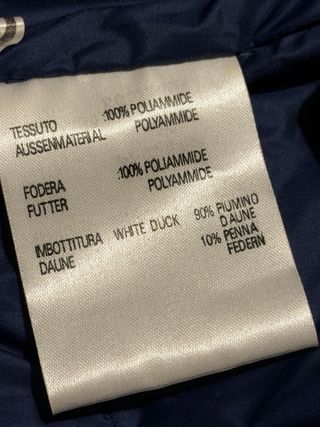 TESSUTO 100% POLIAMMIDE
AUSSENMATERIAL POLYAMMIDE
FODERA 100% POLIAMMIDE
FUTTER POLYAMMIDE
IMBOTTITURA WHITE DUCK 90% PIUMINO
DAUNE DAUNE
10% PENNA
FEDERN